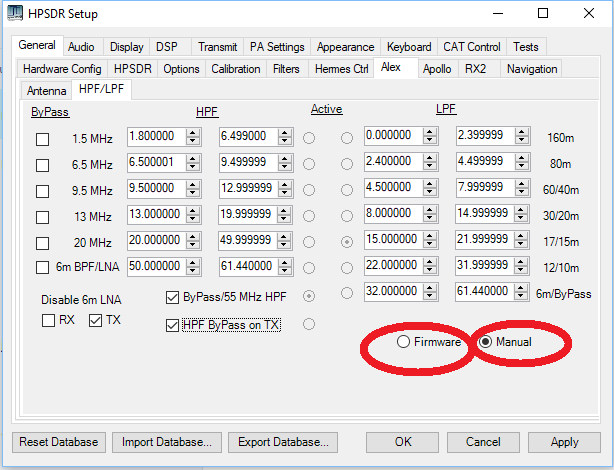 HPSDR Setup
General Audio Display DSP Transmit PA Settings Appearance Keyboard CAT Control Tests
Hardware Config HPSDR Options Calibration Filters Hermes Ctrl Alex Apollo RX2 Navigation
Antenna HPF/LPF
ByPass HPF Active LPF
1.5 MHz 1.800000 6.499000 0.000000 2.399999 160m
6.5 MHz 6.500001 9.499999 2.400000 4.499999 80m
9.5 MHz 9.500000 12.999999 4.500000 7.999999 60/40m
13 MHz 13.000000 19.999999 8.000000 14.999999 30/20m
20 MHz 20.000000 49.999999 15.000000 21.999999 17/15m
6m BPF/LNA 50.000000 61.440000 22.000000 31.999999 12/10m
Disable 6m LNA ByPass/55 MHz HPF 32.000000 61.440000 6m/ByPass
RX TX HPF ByPass on TX
Firmware Manual
Reset Database Import Database... Export Database... OK Cancel Apply